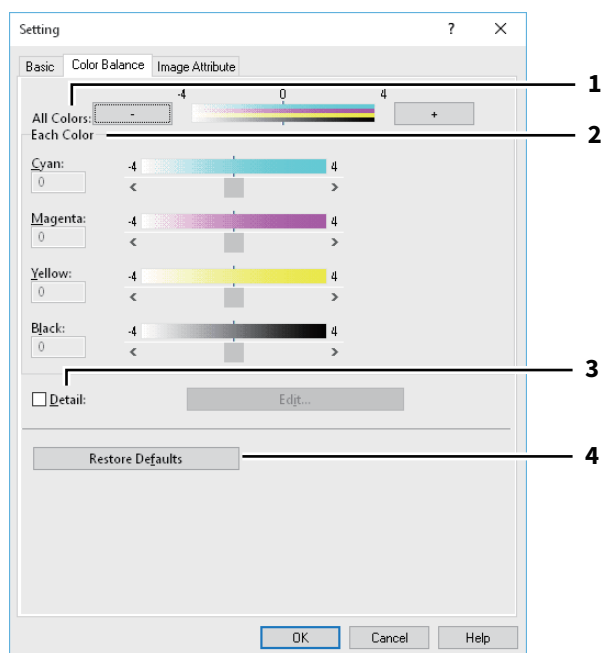 Setting ? ×
Basic Color Balance Image Attribute
-4 0 4 1
All Colors: - +
Each Color 2
Cyan:
0 -4 4
< >
Magenta:
0 -4 4
< >
Yellow:
0 -4 4
< >
Black:
0 -4 4
< >
3
Detail: Edit...
Restore Defaults 4
OK Cancel Help